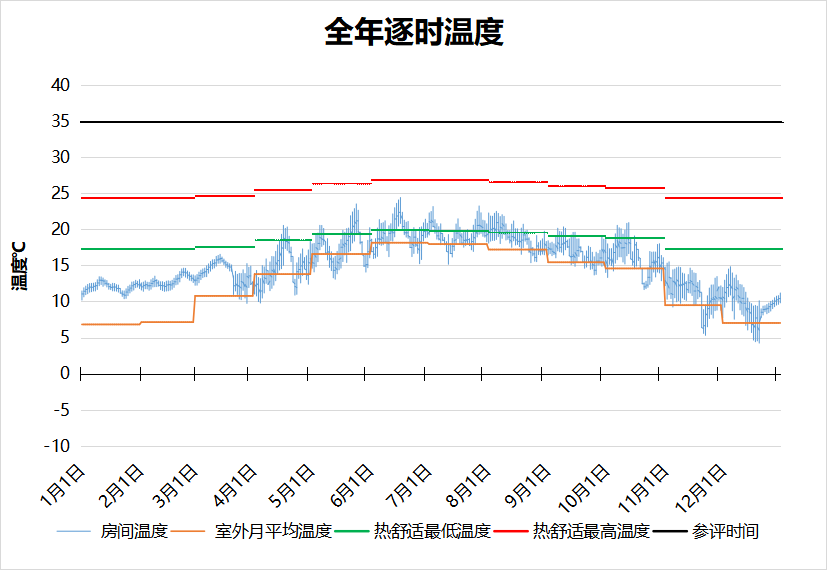 全年逐时温度
40
35
30
25
20
15
10
5
0
-5
-10
温度℃
1月1日
2月1日
3月1日
4月1日
5月1日
6月1日
7月1日
8月1日
9月1日
10月1日
11月1日
12月1日
房间温度 室外月平均温度 热舒适最低温度 热舒适最高温度 参评时间